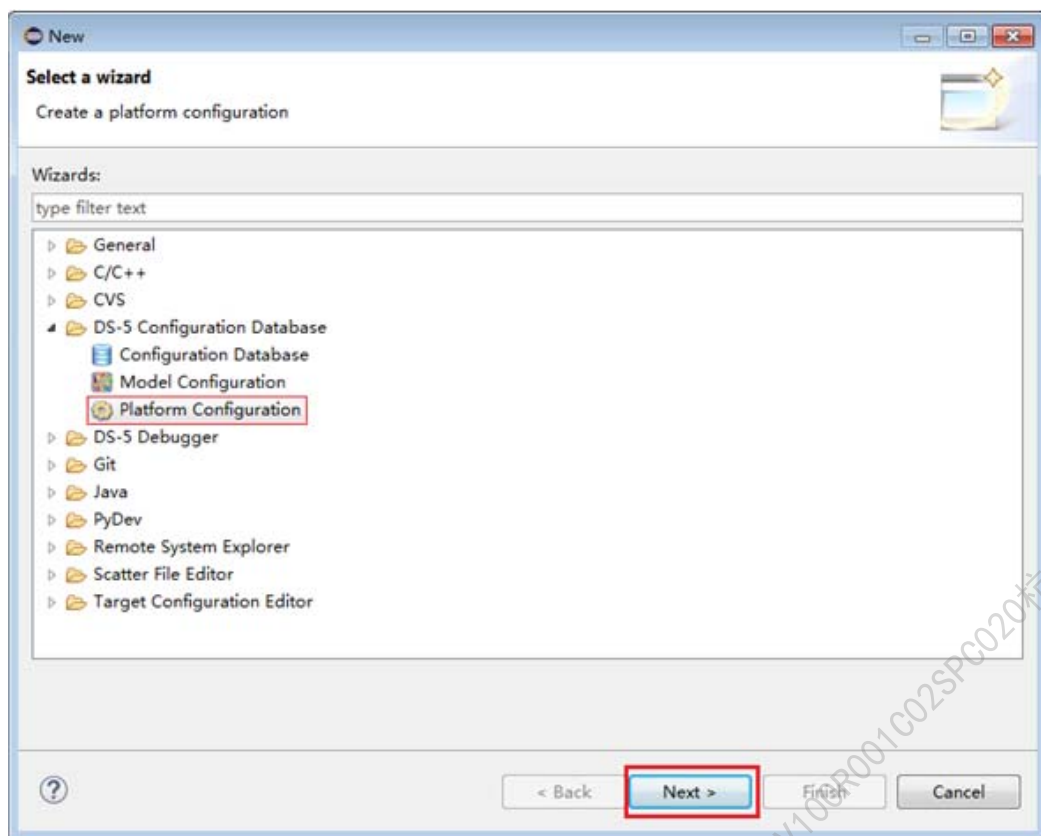 New
Select a wizard
Create a platform configuration
Wizards:
type filter text
General
C/C++
CVS
DS-5 Configuration Database
Configuration Database
Model Configuration
Platform Configuration
DS-5 Debugger
Git
Java
PyDev
Remote System Explorer
Scatter File Editor
Target Configuration Editor
< Back Next > Finish Cancel
V100R001C02SPC020